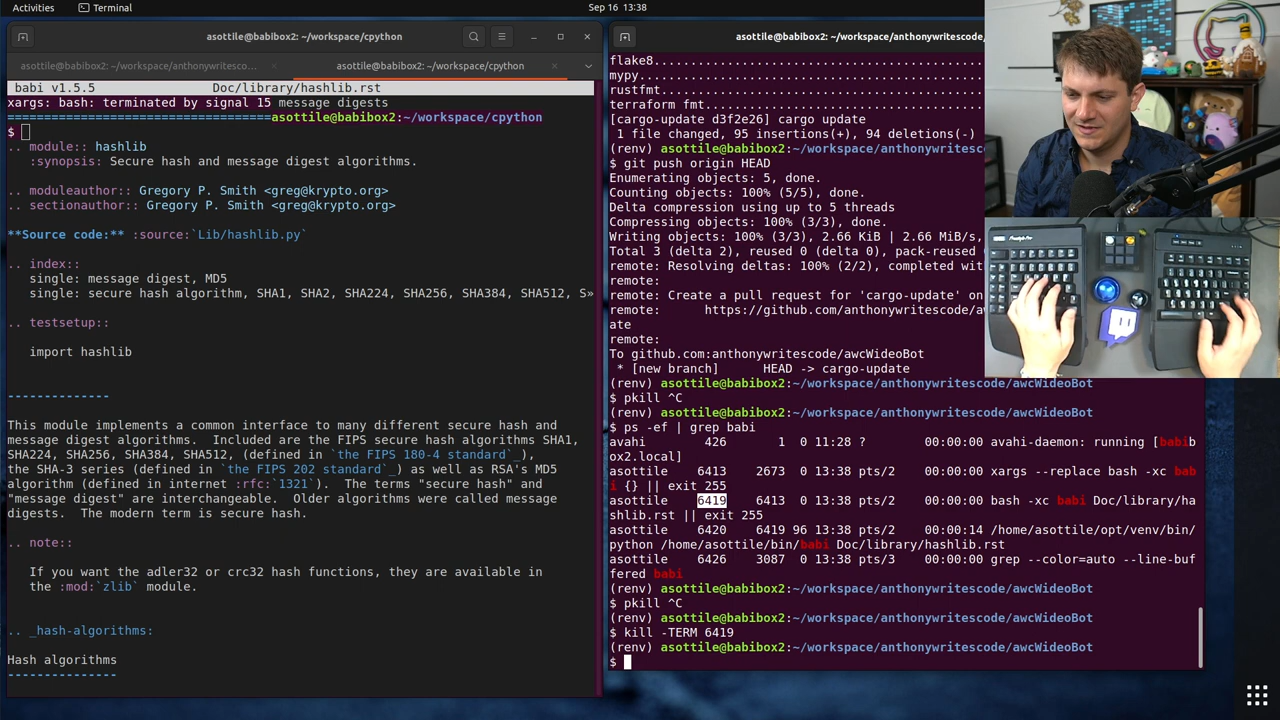 Activities
Terminal
Sep 16 13:38
asottile@babibox2: ~/workspace/cpython
asottile@babibox2: ~/workspace/anthonywritesco…
asottile@babibox2: ~/workspace/cpython
babi v1.5.5 Doc/library/hashlib.rst
xargs: bash: terminated by signal 15 message digests
===================================asottile@babibox2:~/workspace/cpython
$
.. module:: hashlib
:synopsis: Secure hash and message digest algorithms.
.. moduleauthor:: Gregory P. Smith <greg@krypto.org>
.. sectionauthor:: Gregory P. Smith <greg@krypto.org>
**Source code:** :source:`Lib/hashlib.py`
.. index::
single: message digest, MD5
single: secure hash algorithm, SHA1, SHA2, SHA224, SHA256, SHA384, SHA512, S»
.. testsetup::
import hashlib
--------------
This module implements a common interface to many different secure hash and
message digest algorithms.  Included are the FIPS secure hash algorithms SHA1,
SHA224, SHA256, SHA384, SHA512, (defined in `the FIPS 180-4 standard`_),
the SHA-3 series (defined in `the FIPS 202 standard`_) as well as RSA's MD5
algorithm (defined in internet :rfc:`1321`).  The terms "secure hash" and
"message digest" are interchangeable.  Older algorithms were called message
digests.  The modern term is secure hash.
.. note::
If you want the adler32 or crc32 hash functions, they are available in
the :mod:`zlib` module.
.. _hash-algorithms:
Hash algorithms
---------------
asottile@babibox2: ~/workspace/anthonywritesc
flake8..................................................
mypy....................................................
rustfmt.................................................
terraform fmt...........................................
[cargo-update d3f2e26] cargo update
1 file changed, 95 insertions(+), 94 deletions(-)
(renv) asottile@babibox2:~/workspace/anthonywritesc
$ git push origin HEAD
Enumerating objects: 5, done.
Counting objects: 100% (5/5), done.
Delta compression using up to 5 threads
Compressing objects: 100% (3/3), done.
Writing objects: 100% (3/3), 2.66 KiB | 2.66 MiB/s,
Total 3 (delta 2), reused 0 (delta 0), pack-reused
remote: Resolving deltas: 100% (2/2), completed wit
remote:
remote: Create a pull request for 'cargo-update' on
remote: https://github.com/anthonywritescode/aw
ate
remote:
To github.com:anthonywritescode/awcWideoBot
* [new branch] HEAD -> cargo-update
(renv) asottile@babibox2:~/workspace/anthonywritescode/awcWideoBot
$ pkill ^C
(renv) asottile@babibox2:~/workspace/anthonywritescode/awcWideoBot
$ ps -ef | grep babi
avahi 426 1 0 11:28 ? 00:00:00 avahi-daemon: running [babib
ox2.local]
asottile 6413 2673 0 13:38 pts/2 00:00:00 xargs --replace bash -xc bab
i {} || exit 255
asottile 6419 6413 0 13:38 pts/2 00:00:00 bash -xc babi Doc/library/ha
shlib.rst || exit 255
asottile 6420 6419 96 13:38 pts/2 00:00:14 /home/asottile/opt/venv/bin/
python /home/asottile/bin/babi Doc/library/hashlib.rst
asottile 6426 3087 0 13:38 pts/3 00:00:00 grep --color=auto --line-buf
fered babi
(renv) asottile@babibox2:~/workspace/anthonywritescode/awcWideoBot
$ pkill ^C
(renv) asottile@babibox2:~/workspace/anthonywritescode/awcWideoBot
$ kill -TERM 6419
(renv) asottile@babibox2:~/workspace/anthonywritescode/awcWideoBot
$